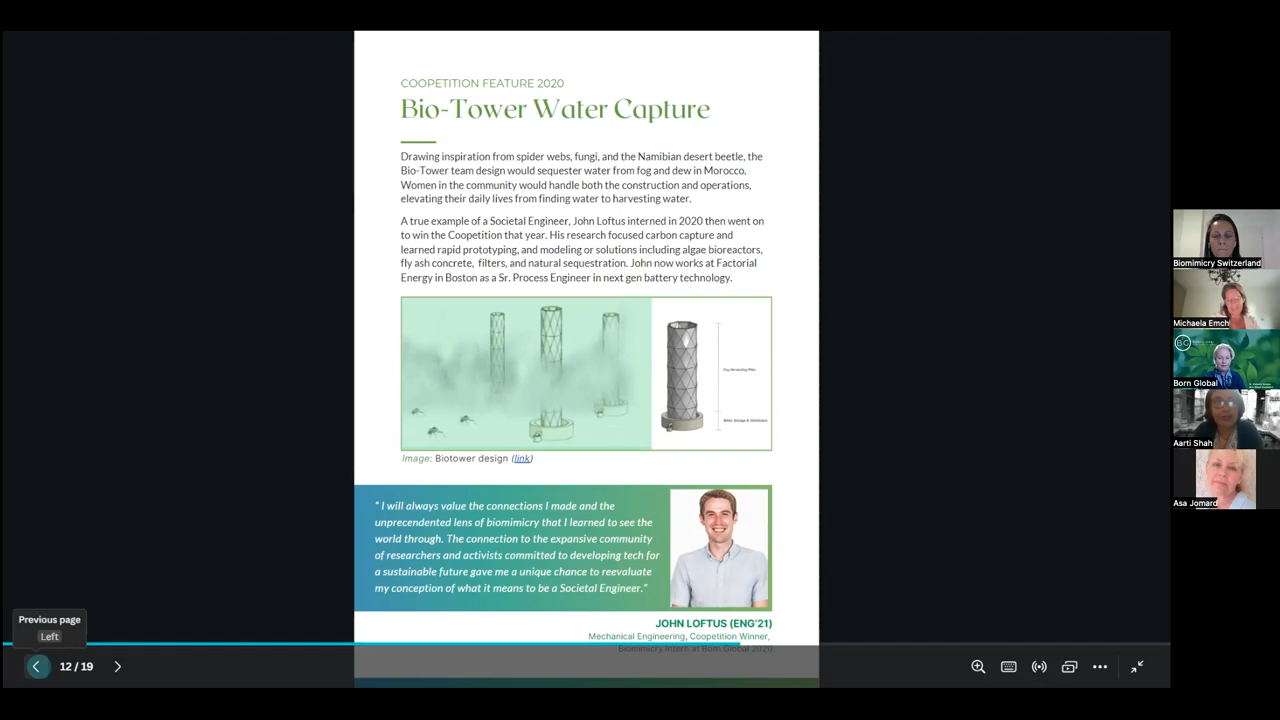 COOPETITION FEATURE 2020
Bio-Tower Water Capture
Drawing inspiration from spider webs, fungi, and the Namibian desert beetle, the
Bio-Tower team design would sequester water from fog and dew in Morocco.
Women in the community would handle both the construction and operations,
elevating their daily lives from finding water to harvesting water.
A true example of a Societal Engineer, John Loftus interned in 2020 then went on
to win the Coopetition that year. His research focused carbon capture and
learned rapid prototyping, and modeling or solutions including algae bioreactors,
fly ash concrete, filters, and natural sequestration. John now works at Factorial
Energy in Boston as a Sr. Process Engineer in next gen battery technology.
Image: Biotower design (link)
“ I will always value the connections I made and the
unprecendented lens of biomimicry that I learned to see the
world through. The connection to the expansive community
of researchers and activists committed to developing tech for
a sustainable future gave me a unique chance to reevaluate
my conception of what it means to be a Societal Engineer.”
JOHN LOFTUS (ENG'21)
Mechanical Engineering, Coopetition Winner,
Biomimicry Intern at Born Global 2020
Previous page
Left
12 / 19
Biomimicry Switzerland
Michaela Emch
Born Global
Aarti Shah
Asa Jomard